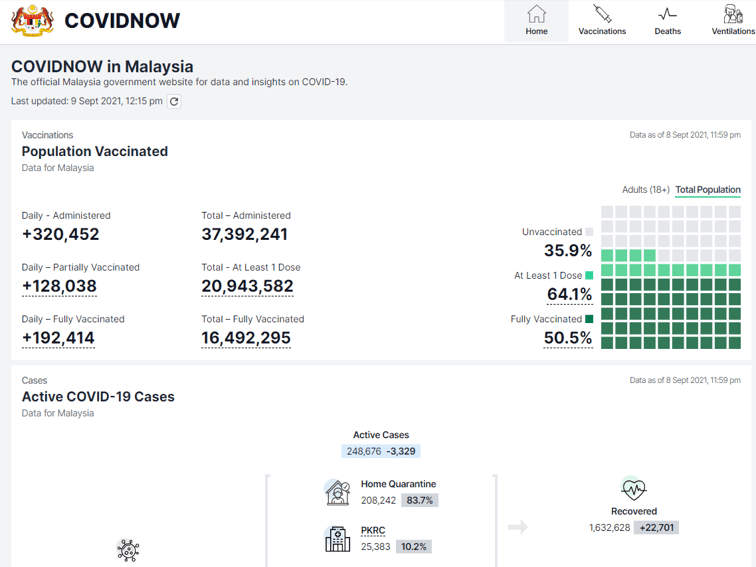 COVIDNOW
Home
Vaccinations
Deaths
Ventilations
COVIDNOW in Malaysia
The official Malaysia government website for data and insights on COVID-19.
Last updated: 9 Sept 2021, 12:15 pm
Vaccinations
Data as of 8 Sept 2021, 11:59 pm
Population Vaccinated
Data for Malaysia
Adults (18+) Total Population
Daily - Administered
+320,452
Total – Administered
37,392,241
Daily – Partially Vaccinated
+128,038
Total - At Least 1 Dose
20,943,582
Daily – Fully Vaccinated
+192,414
Total – Fully Vaccinated
16,492,295
Unvaccinated
35.9%
At Least 1 Dose
64.1%
Fully Vaccinated
50.5%
Cases
Data as of 8 Sept 2021, 11:59 pm
Active COVID-19 Cases
Data for Malaysia
Active Cases
248,676 -3,329
Home Quarantine
208,242 83.7%
PKRC
25,383 10.2%
Recovered
1,632,628 +22,701